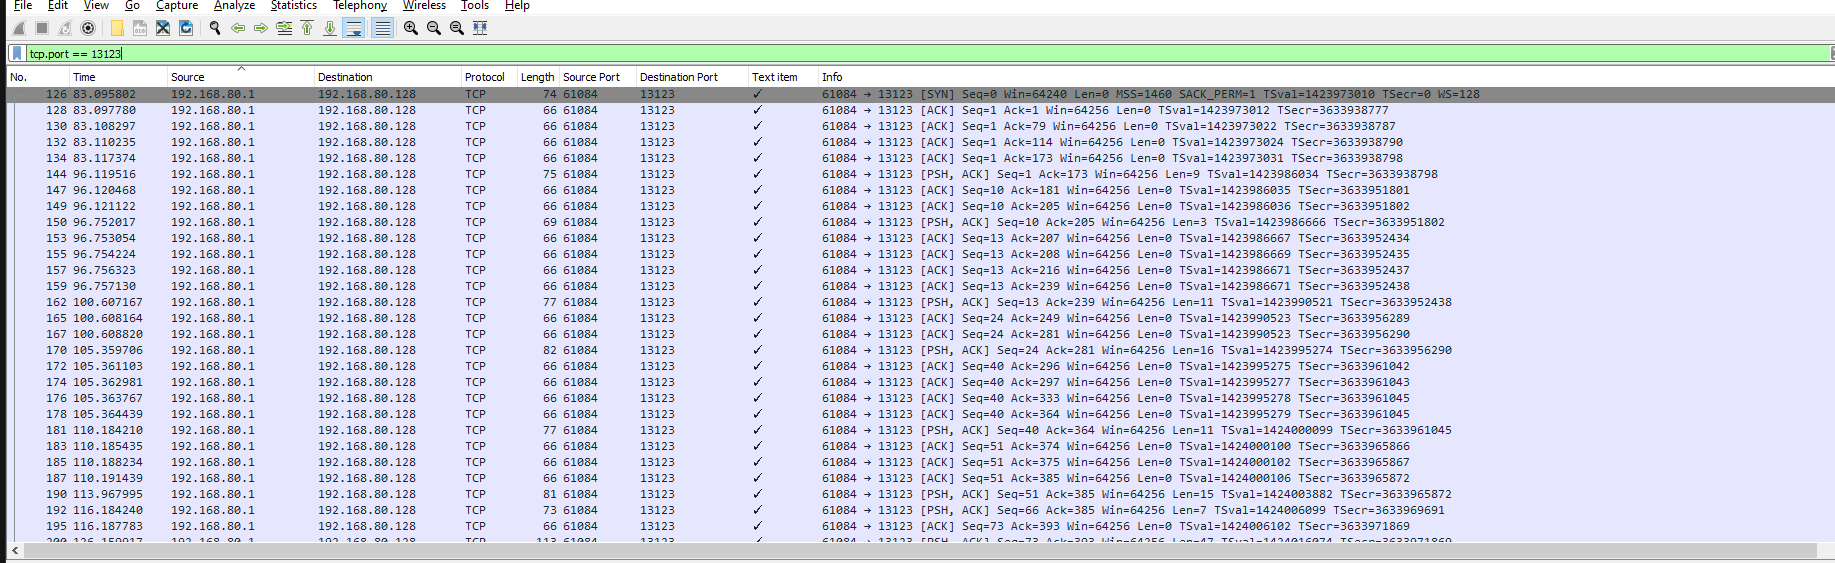 File Edit View Go Capture Analyze Statistics Telephony Wireless Tools Help
tcp.port == 13123
No. Time Source Destination Protocol Length Source Port Destination Port Text item Info
126 83.095802 192.168.80.1 192.168.80.128 TCP 74 61084 13123 ✓ 61084 → 13123 [SYN] Seq=0 Win=64240 Len=0 MSS=1460 SACK_PERM=1 TSval=1423973010 TSecr=0 WS=128
128 83.097780 192.168.80.1 192.168.80.128 TCP 66 61084 13123 ✓ 61084 → 13123 [ACK] Seq=1 Ack=1 Win=64256 Len=0 TSval=1423973012 TSecr=3633938777
130 83.108297 192.168.80.1 192.168.80.128 TCP 66 61084 13123 ✓ 61084 → 13123 [ACK] Seq=1 Ack=79 Win=64256 Len=0 TSval=1423973022 TSecr=3633938787
132 83.110235 192.168.80.1 192.168.80.128 TCP 66 61084 13123 ✓ 61084 → 13123 [ACK] Seq=1 Ack=114 Win=64256 Len=0 TSval=1423973024 TSecr=3633938790
134 83.117374 192.168.80.1 192.168.80.128 TCP 66 61084 13123 ✓ 61084 → 13123 [ACK] Seq=1 Ack=173 Win=64256 Len=0 TSval=1423973031 TSecr=3633938798
144 96.119516 192.168.80.1 192.168.80.128 TCP 75 61084 13123 ✓ 61084 → 13123 [PSH, ACK] Seq=1 Ack=173 Win=64256 Len=9 TSval=1423986034 TSecr=3633938798
147 96.120468 192.168.80.1 192.168.80.128 TCP 66 61084 13123 ✓ 61084 → 13123 [ACK] Seq=10 Ack=181 Win=64256 Len=0 TSval=1423986035 TSecr=3633951801
149 96.121122 192.168.80.1 192.168.80.128 TCP 66 61084 13123 ✓ 61084 → 13123 [ACK] Seq=10 Ack=205 Win=64256 Len=0 TSval=1423986036 TSecr=3633951802
150 96.752017 192.168.80.1 192.168.80.128 TCP 69 61084 13123 ✓ 61084 → 13123 [PSH, ACK] Seq=10 Ack=205 Win=64256 Len=3 TSval=1423986666 TSecr=3633951802
153 96.753054 192.168.80.1 192.168.80.128 TCP 66 61084 13123 ✓ 61084 → 13123 [ACK] Seq=13 Ack=207 Win=64256 Len=0 TSval=1423986667 TSecr=3633952434
155 96.754224 192.168.80.1 192.168.80.128 TCP 66 61084 13123 ✓ 61084 → 13123 [ACK] Seq=13 Ack=208 Win=64256 Len=0 TSval=1423986669 TSecr=3633952435
157 96.756323 192.168.80.1 192.168.80.128 TCP 66 61084 13123 ✓ 61084 → 13123 [ACK] Seq=13 Ack=216 Win=64256 Len=0 TSval=1423986671 TSecr=3633952437
159 96.757130 192.168.80.1 192.168.80.128 TCP 66 61084 13123 ✓ 61084 → 13123 [ACK] Seq=13 Ack=239 Win=64256 Len=0 TSval=1423986671 TSecr=3633952438
162 100.607167 192.168.80.1 192.168.80.128 TCP 77 61084 13123 ✓ 61084 → 13123 [PSH, ACK] Seq=13 Ack=239 Win=64256 Len=11 TSval=1423990521 TSecr=3633952438
165 100.608164 192.168.80.1 192.168.80.128 TCP 66 61084 13123 ✓ 61084 → 13123 [ACK] Seq=24 Ack=249 Win=64256 Len=0 TSval=1423990523 TSecr=3633956289
167 100.608820 192.168.80.1 192.168.80.128 TCP 66 61084 13123 ✓ 61084 → 13123 [ACK] Seq=24 Ack=281 Win=64256 Len=0 TSval=1423990523 TSecr=3633956290
170 105.359706 192.168.80.1 192.168.80.128 TCP 82 61084 13123 ✓ 61084 → 13123 [PSH, ACK] Seq=24 Ack=281 Win=64256 Len=16 TSval=1423995274 TSecr=3633956290
172 105.361103 192.168.80.1 192.168.80.128 TCP 66 61084 13123 ✓ 61084 → 13123 [ACK] Seq=40 Ack=296 Win=64256 Len=0 TSval=1423995275 TSecr=3633961042
174 105.362981 192.168.80.1 192.168.80.128 TCP 66 61084 13123 ✓ 61084 → 13123 [ACK] Seq=40 Ack=297 Win=64256 Len=0 TSval=1423995277 TSecr=3633961043
176 105.363767 192.168.80.1 192.168.80.128 TCP 66 61084 13123 ✓ 61084 → 13123 [ACK] Seq=40 Ack=333 Win=64256 Len=0 TSval=1423995278 TSecr=3633961045
178 105.364439 192.168.80.1 192.168.80.128 TCP 66 61084 13123 ✓ 61084 → 13123 [ACK] Seq=40 Ack=364 Win=64256 Len=0 TSval=1423995279 TSecr=3633961045
181 110.184210 192.168.80.1 192.168.80.128 TCP 77 61084 13123 ✓ 61084 → 13123 [PSH, ACK] Seq=40 Ack=364 Win=64256 Len=11 TSval=1424000099 TSecr=3633961045
183 110.185435 192.168.80.1 192.168.80.128 TCP 66 61084 13123 ✓ 61084 → 13123 [ACK] Seq=51 Ack=374 Win=64256 Len=0 TSval=1424000100 TSecr=3633965866
185 110.188234 192.168.80.1 192.168.80.128 TCP 66 61084 13123 ✓ 61084 → 13123 [ACK] Seq=51 Ack=375 Win=64256 Len=0 TSval=1424000102 TSecr=3633965867
187 110.191439 192.168.80.1 192.168.80.128 TCP 66 61084 13123 ✓ 61084 → 13123 [ACK] Seq=51 Ack=385 Win=64256 Len=0 TSval=1424000106 TSecr=3633965872
190 113.967995 192.168.80.1 192.168.80.128 TCP 81 61084 13123 ✓ 61084 → 13123 [PSH, ACK] Seq=51 Ack=385 Win=64256 Len=15 TSval=1424003882 TSecr=3633965872
192 116.184240 192.168.80.1 192.168.80.128 TCP 73 61084 13123 ✓ 61084 → 13123 [PSH, ACK] Seq=66 Ack=385 Win=64256 Len=7 TSval=1424006099 TSecr=3633969691
195 116.187783 192.168.80.1 192.168.80.128 TCP 66 61084 13123 ✓ 61084 → 13123 [ACK] Seq=73 Ack=393 Win=64256 Len=0 TSval=1424006102 TSecr=3633971869